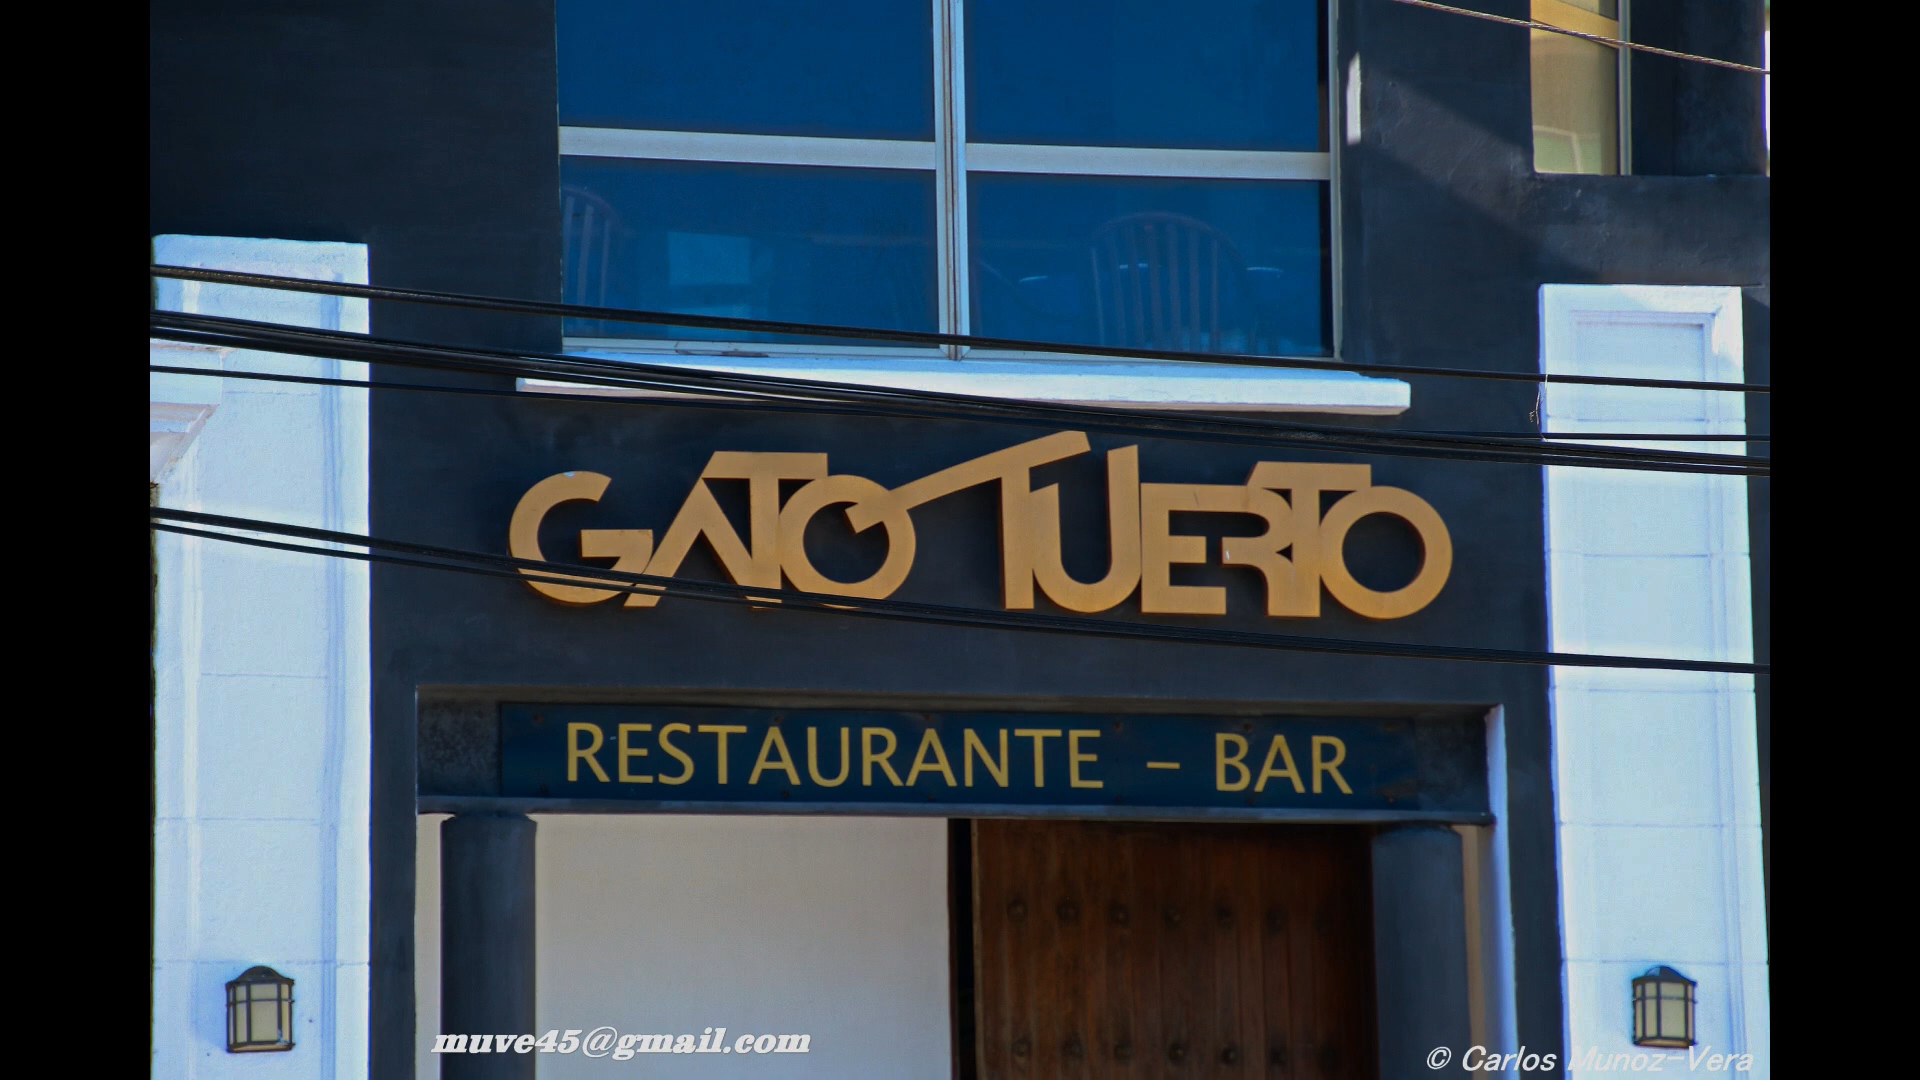 GATO TUERTO
RESTAURANTE - BAR
muve45@gmail.com
© Carlos Munoz-Vera